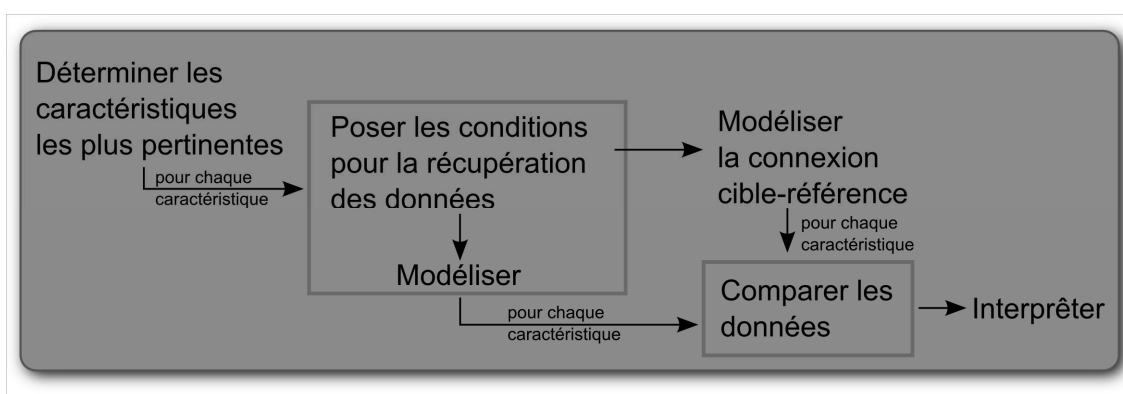 Déterminer les
caractéristiques
les plus pertinentes
pour chaque
caractéristique
Poser les conditions
pour la récupération
des données
Modéliser
pour chaque
caractéristique
Modéliser
la connexion
cible-référence
pour chaque
caractéristique
Comparer les
données
Interprêter